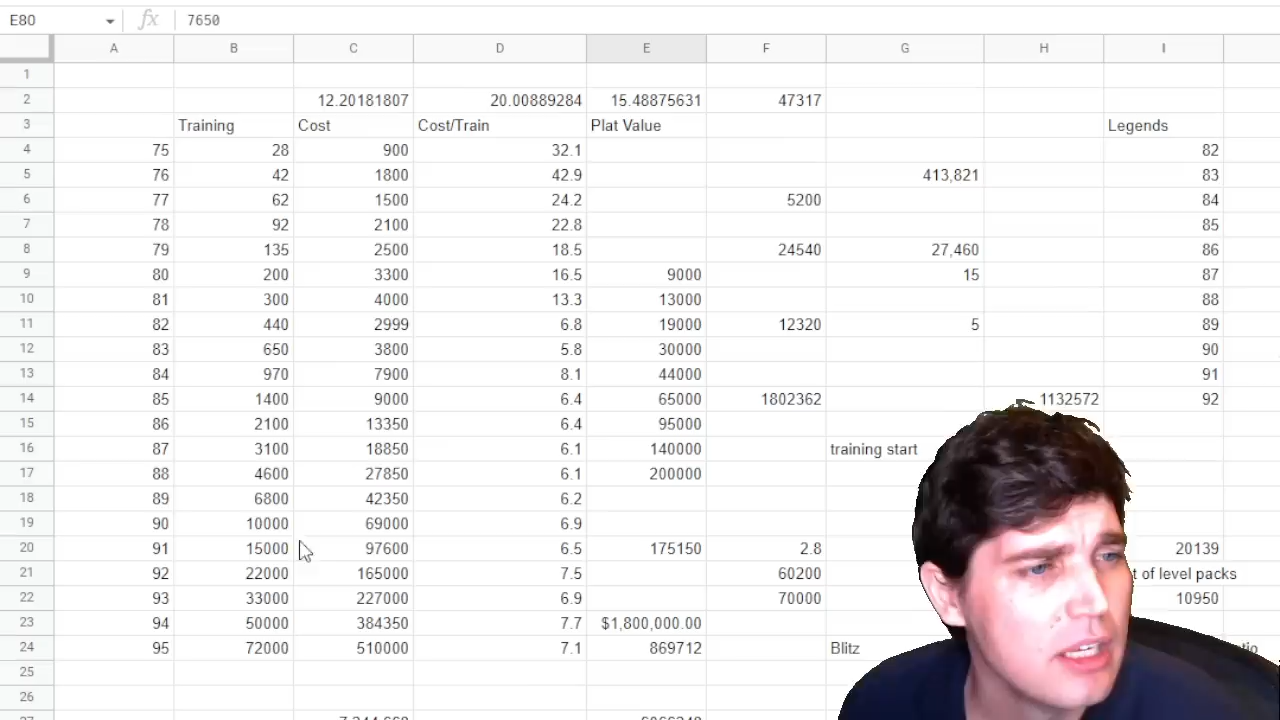 E80 fx 7650
A B C D E F G H I
1
2 12.20181807 20.00889284 15.48875631 47317
3 Training Cost Cost/Train Plat Value Legends
4 75 28 900 32.1 82
5 76 42 1800 42.9 413,821 83
6 77 62 1500 24.2 5200 84
7 78 92 2100 22.8 85
8 79 135 2500 18.5 24540 27,460 86
9 80 200 3300 16.5 9000 15 87
10 81 300 4000 13.3 13000 88
11 82 440 2999 6.8 19000 12320 5 89
12 83 650 3800 5.8 30000 90
13 84 970 7900 8.1 44000 91
14 85 1400 9000 6.4 65000 1802362 1132572 92
15 86 2100 13350 6.4 95000
16 87 3100 18850 6.1 140000 training start
17 88 4600 27850 6.1 200000
18 89 6800 42350 6.2
19 90 10000 69000 6.9
20 91 15000 97600 6.5 175150 2.8 20139
21 92 22000 165000 7.5 60200 t of level packs
22 93 33000 227000 6.9 70000 10950
23 94 50000 384350 7.7 $1,800,000.00
24 95 72000 510000 7.1 869712 Blitz tio
25
26